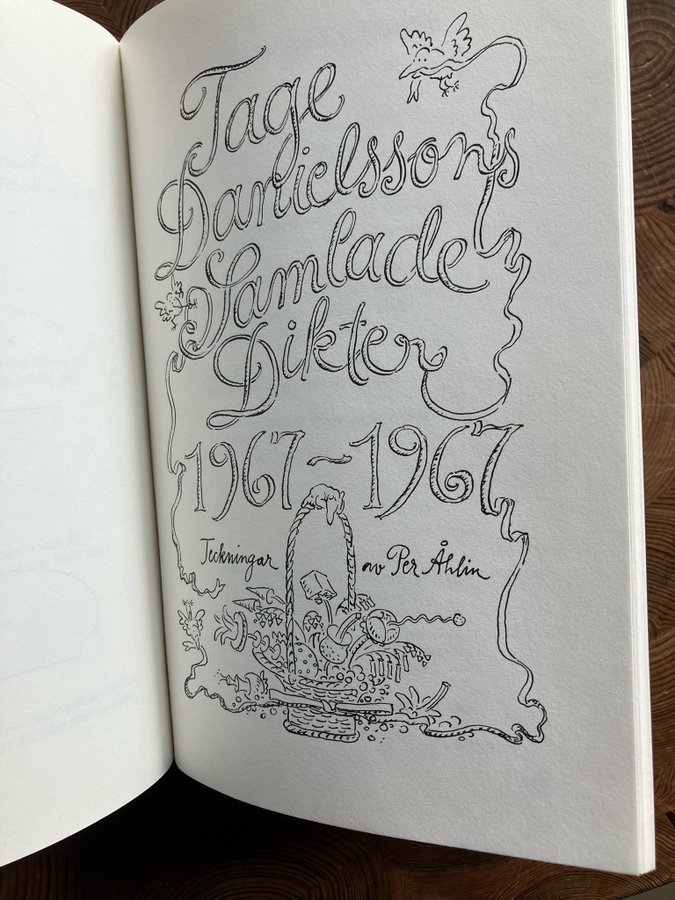 Tage
Danielssons
Samlade
Dikter
1967-1967
Teckningar av Per Åhlin